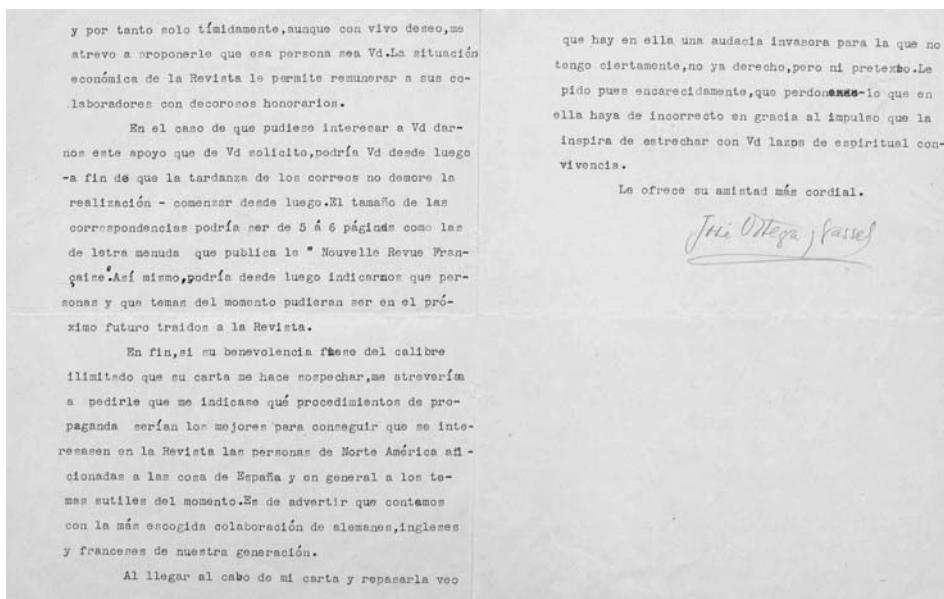 y por tanto solo tímidamente,aunque con vivo deseo,me
atrevo a proponerle que esa persona sea Vd.La situación
económica de la Revista le permite remunerar a sus co-
laboradores con decorosos honorarios.
En el caso de que pudiese interesar a Vd dar-
nos este apoyo que de Vd solicito,podría Vd desde luego
-a fin de que la tardanza de los correos no demore la
realización - comenzar desde luego.El tamaño de las
correspondencias podría ser de 5 á 6 páginas como las
de letra menuda que publica la " Nouvelle Revue Fran-
çaise".Así mismo,podría desde luego indicarnos que per-
sonas y que temas del momento pudieran ser en el pró-
ximo futuro traidos a la Revista.
En fin,si su benevolencia fuese del calibre
ilimitado que su carta me hace sospechar,me atrevería
a pedirle que me indicase qué procedimientos de pro-
paganda serían los mejores para conseguir que se inte-
resasen en la Revista las personas de Norte América afi-
cionadas a las cosa de España y en general a los te-
mas sutiles del momento.Es de advertir que contamos
con la más escogida colaboración de alemanes,ingleses
y franceses de nuestra generación.
Al llegar al cabo de mi carta y repasarla veo
que hay en ella una audacia invasora para la que no
tengo ciertamente,no ya derecho,pero ni pretexto.Le
pido pues encarecidamente,que perdone lo que en
ella haya de incorrecto en gracia al impulso que la
inspira de estrechar con Vd lazos de espiritual con-
vivencia.
Le ofrece su amistad más cordial.
José Ortega y Gasset